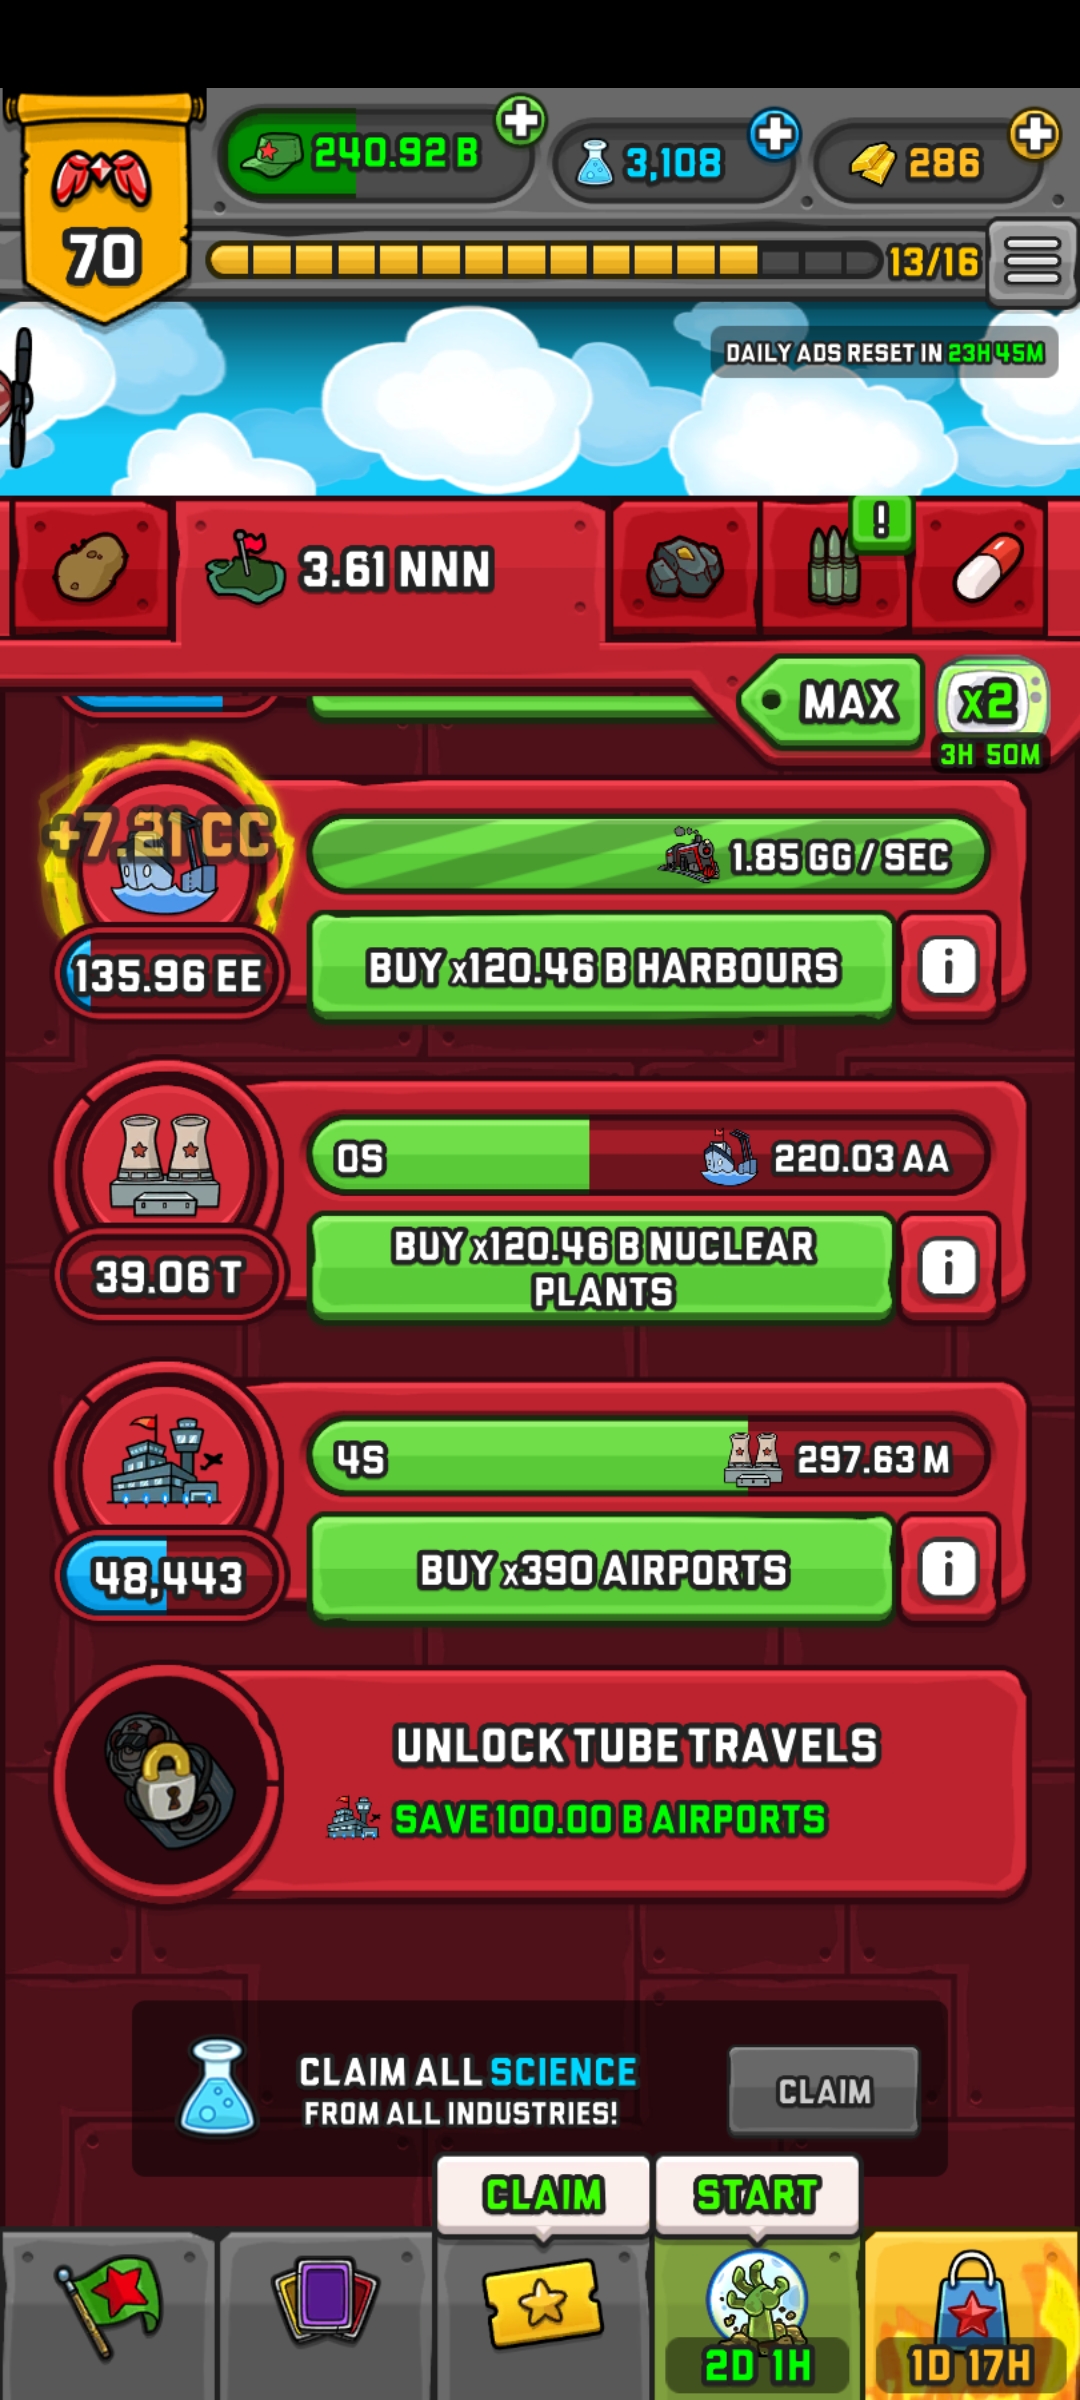 240.92 B
3,108
286
70
13/16
DAILY ADS RESET IN 23H 45M
3.61 NNN
!
MAX
x2
3H 50M
+7.21 CC
1.85 GG / SEC
135.96 EE
BUY x120.46 B HARBOURS
i
0S
220.03 AA
39.06 T
BUY x120.46 B NUCLEAR
PLANTS
i
4S
297.63 M
48,443
BUY x390 AIRPORTS
i
UNLOCK TUBE TRAVELS
SAVE 100.00 B AIRPORTS
CLAIM ALL SCIENCE
FROM ALL INDUSTRIES!
CLAIM
CLAIM
START
2D 1H
1D 17H